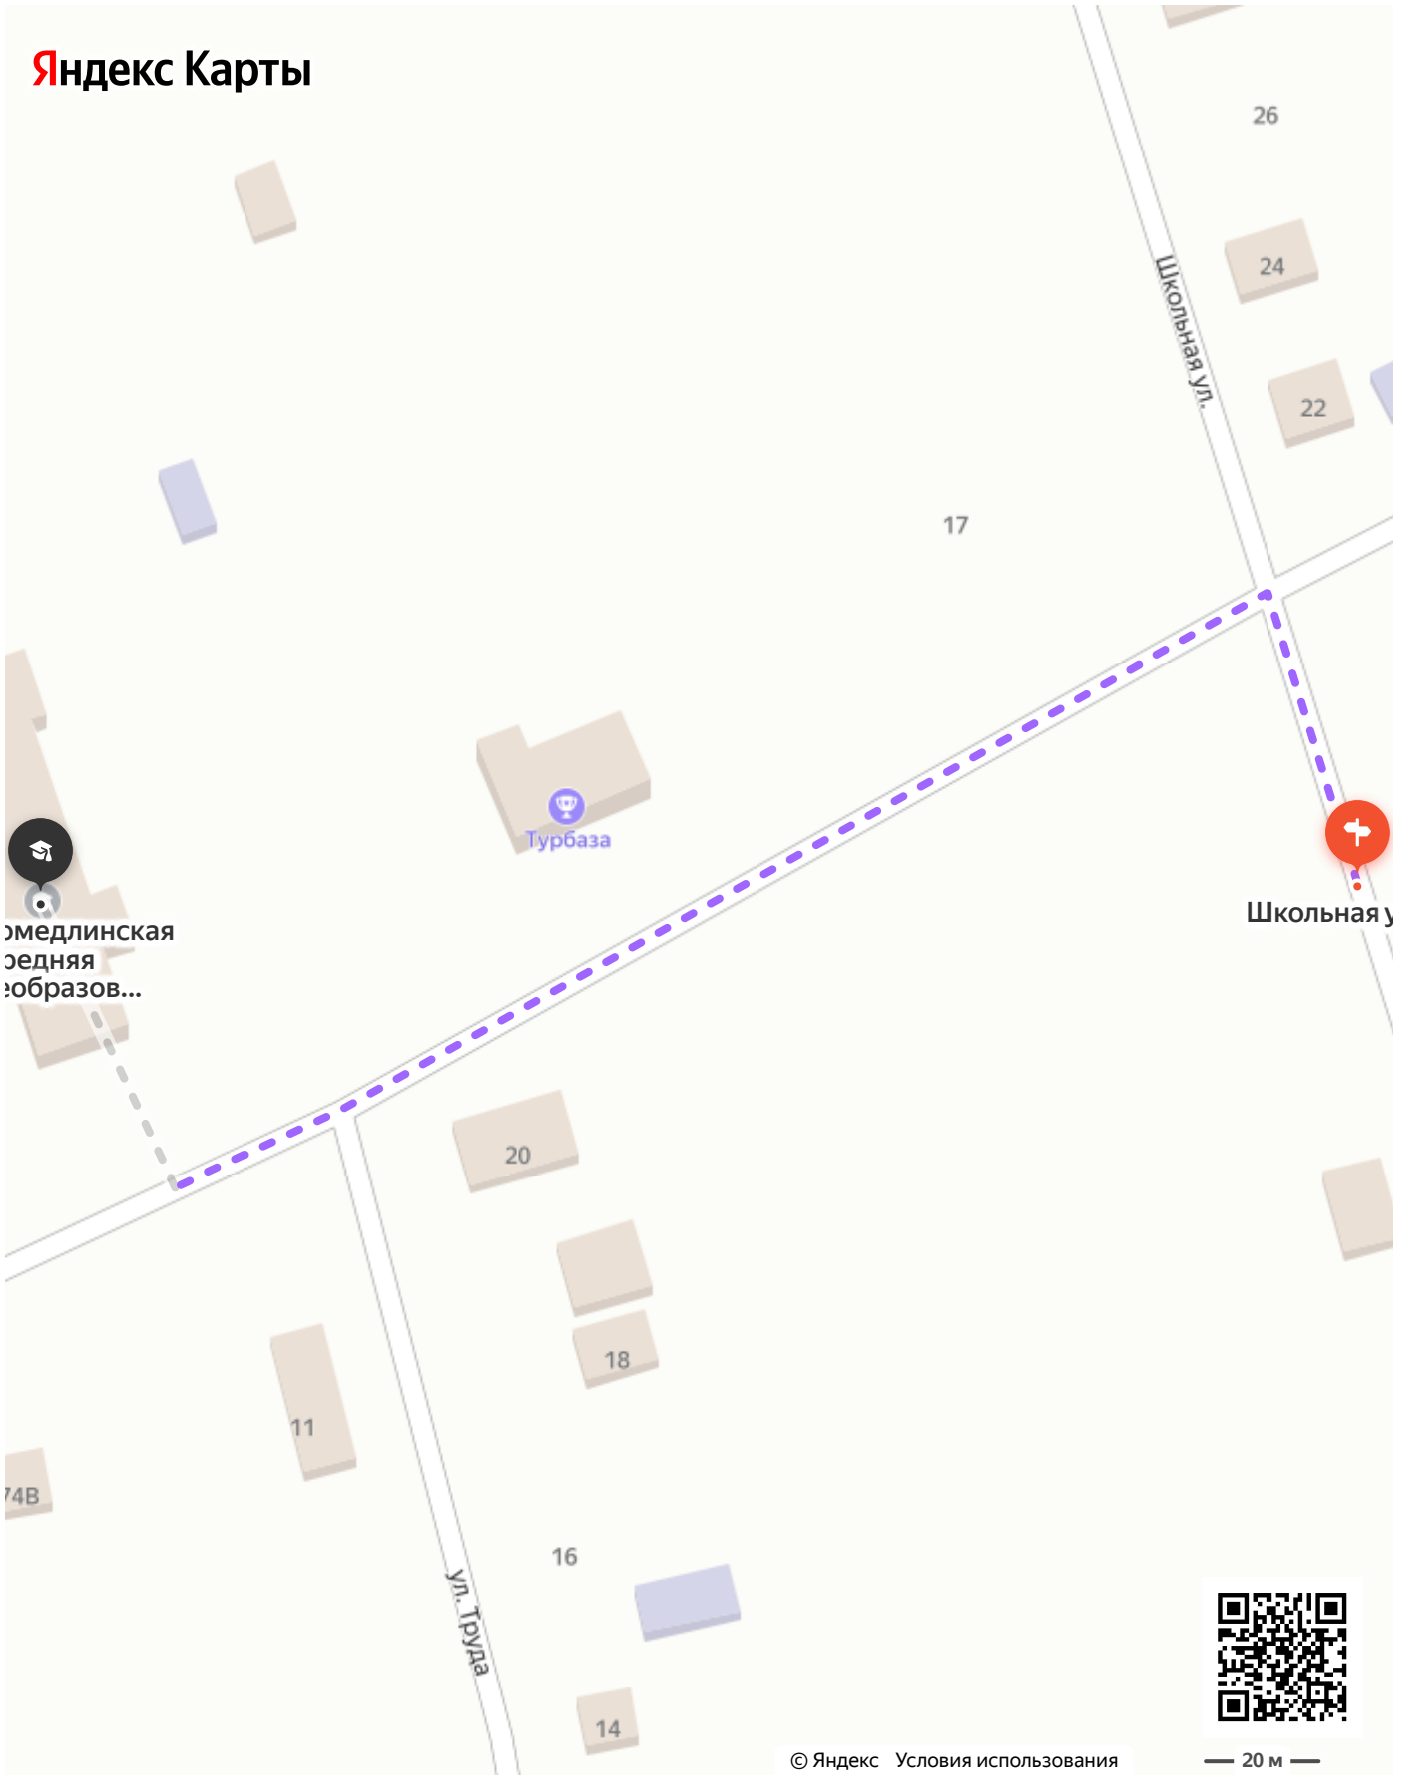 Яндекс Карты
26
24
Школьная ул.
22
17
Турбаза
омедлинская
редняя
еобразов...
Школьная у
20
18
11
74В
16
ул. Труда
14
© Яндекс Условия использования
20 м